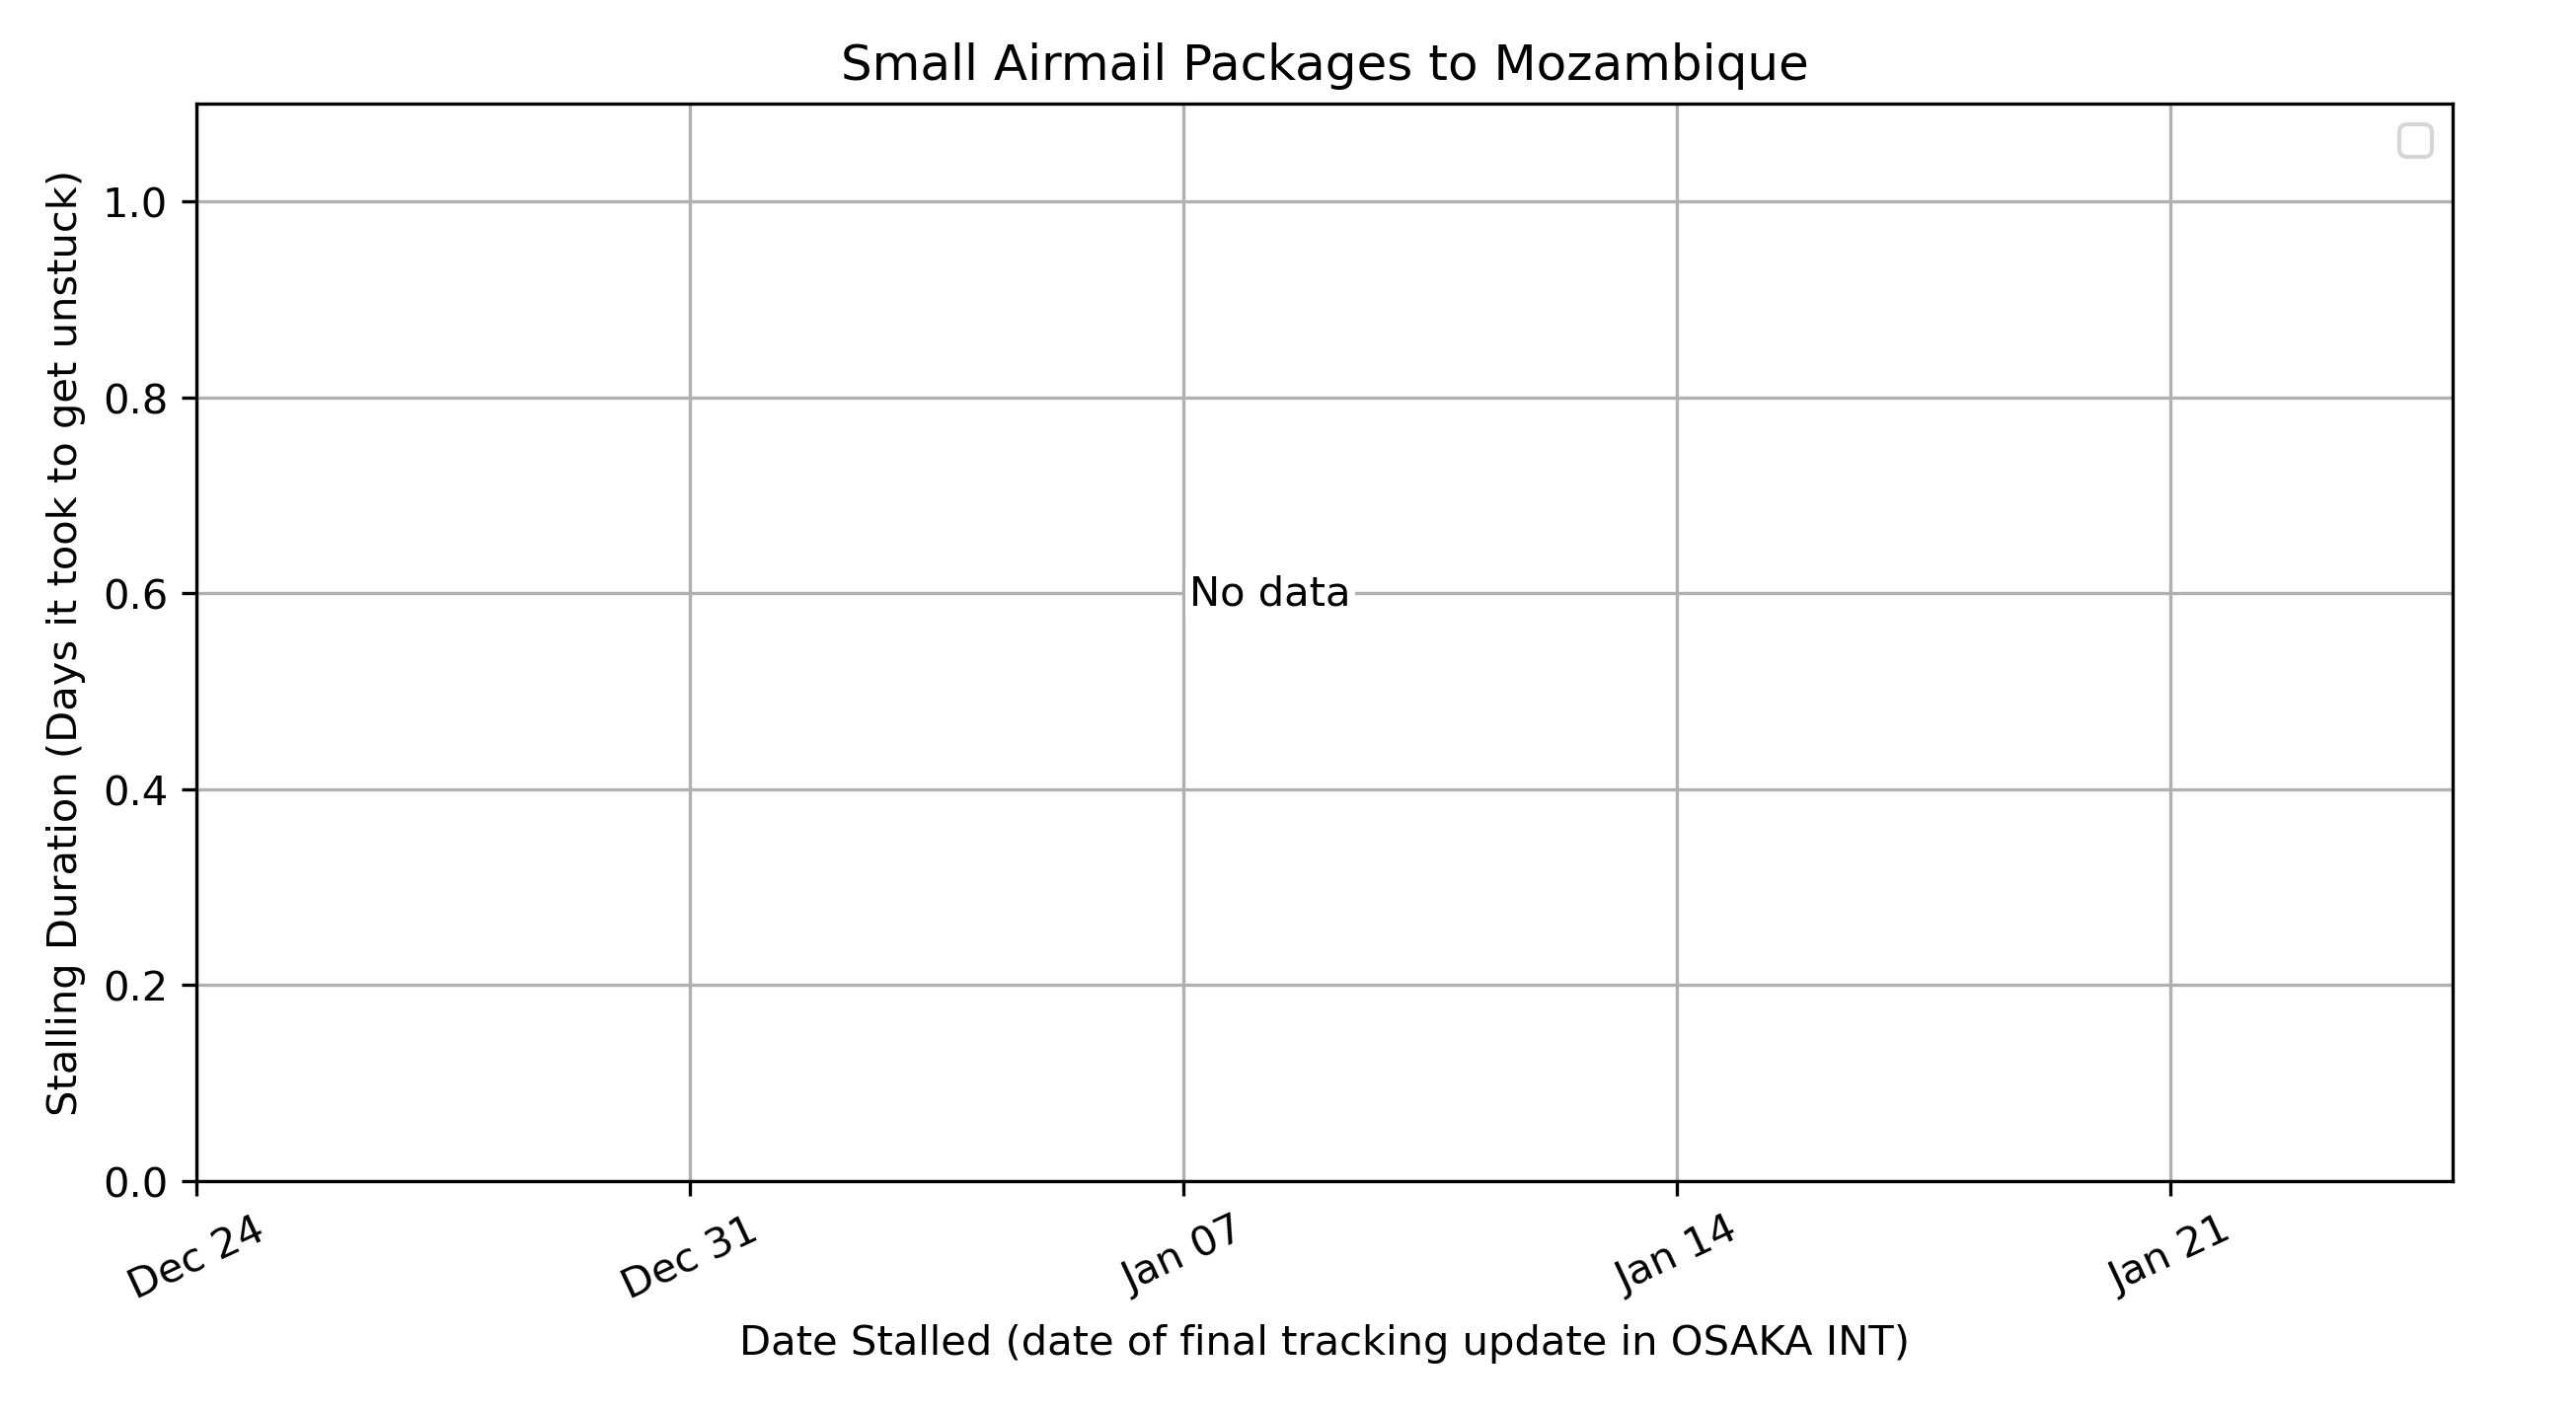 Small Airmail Packages to Mozambique
Stalling Duration (Days it took to get unstuck)
1.0
0.8
0.6
0.4
0.2
0.0
No data
Dec 24
Dec 31
Jan 07
Jan 14
Jan 21
Date Stalled (date of final tracking update in OSAKA INT)